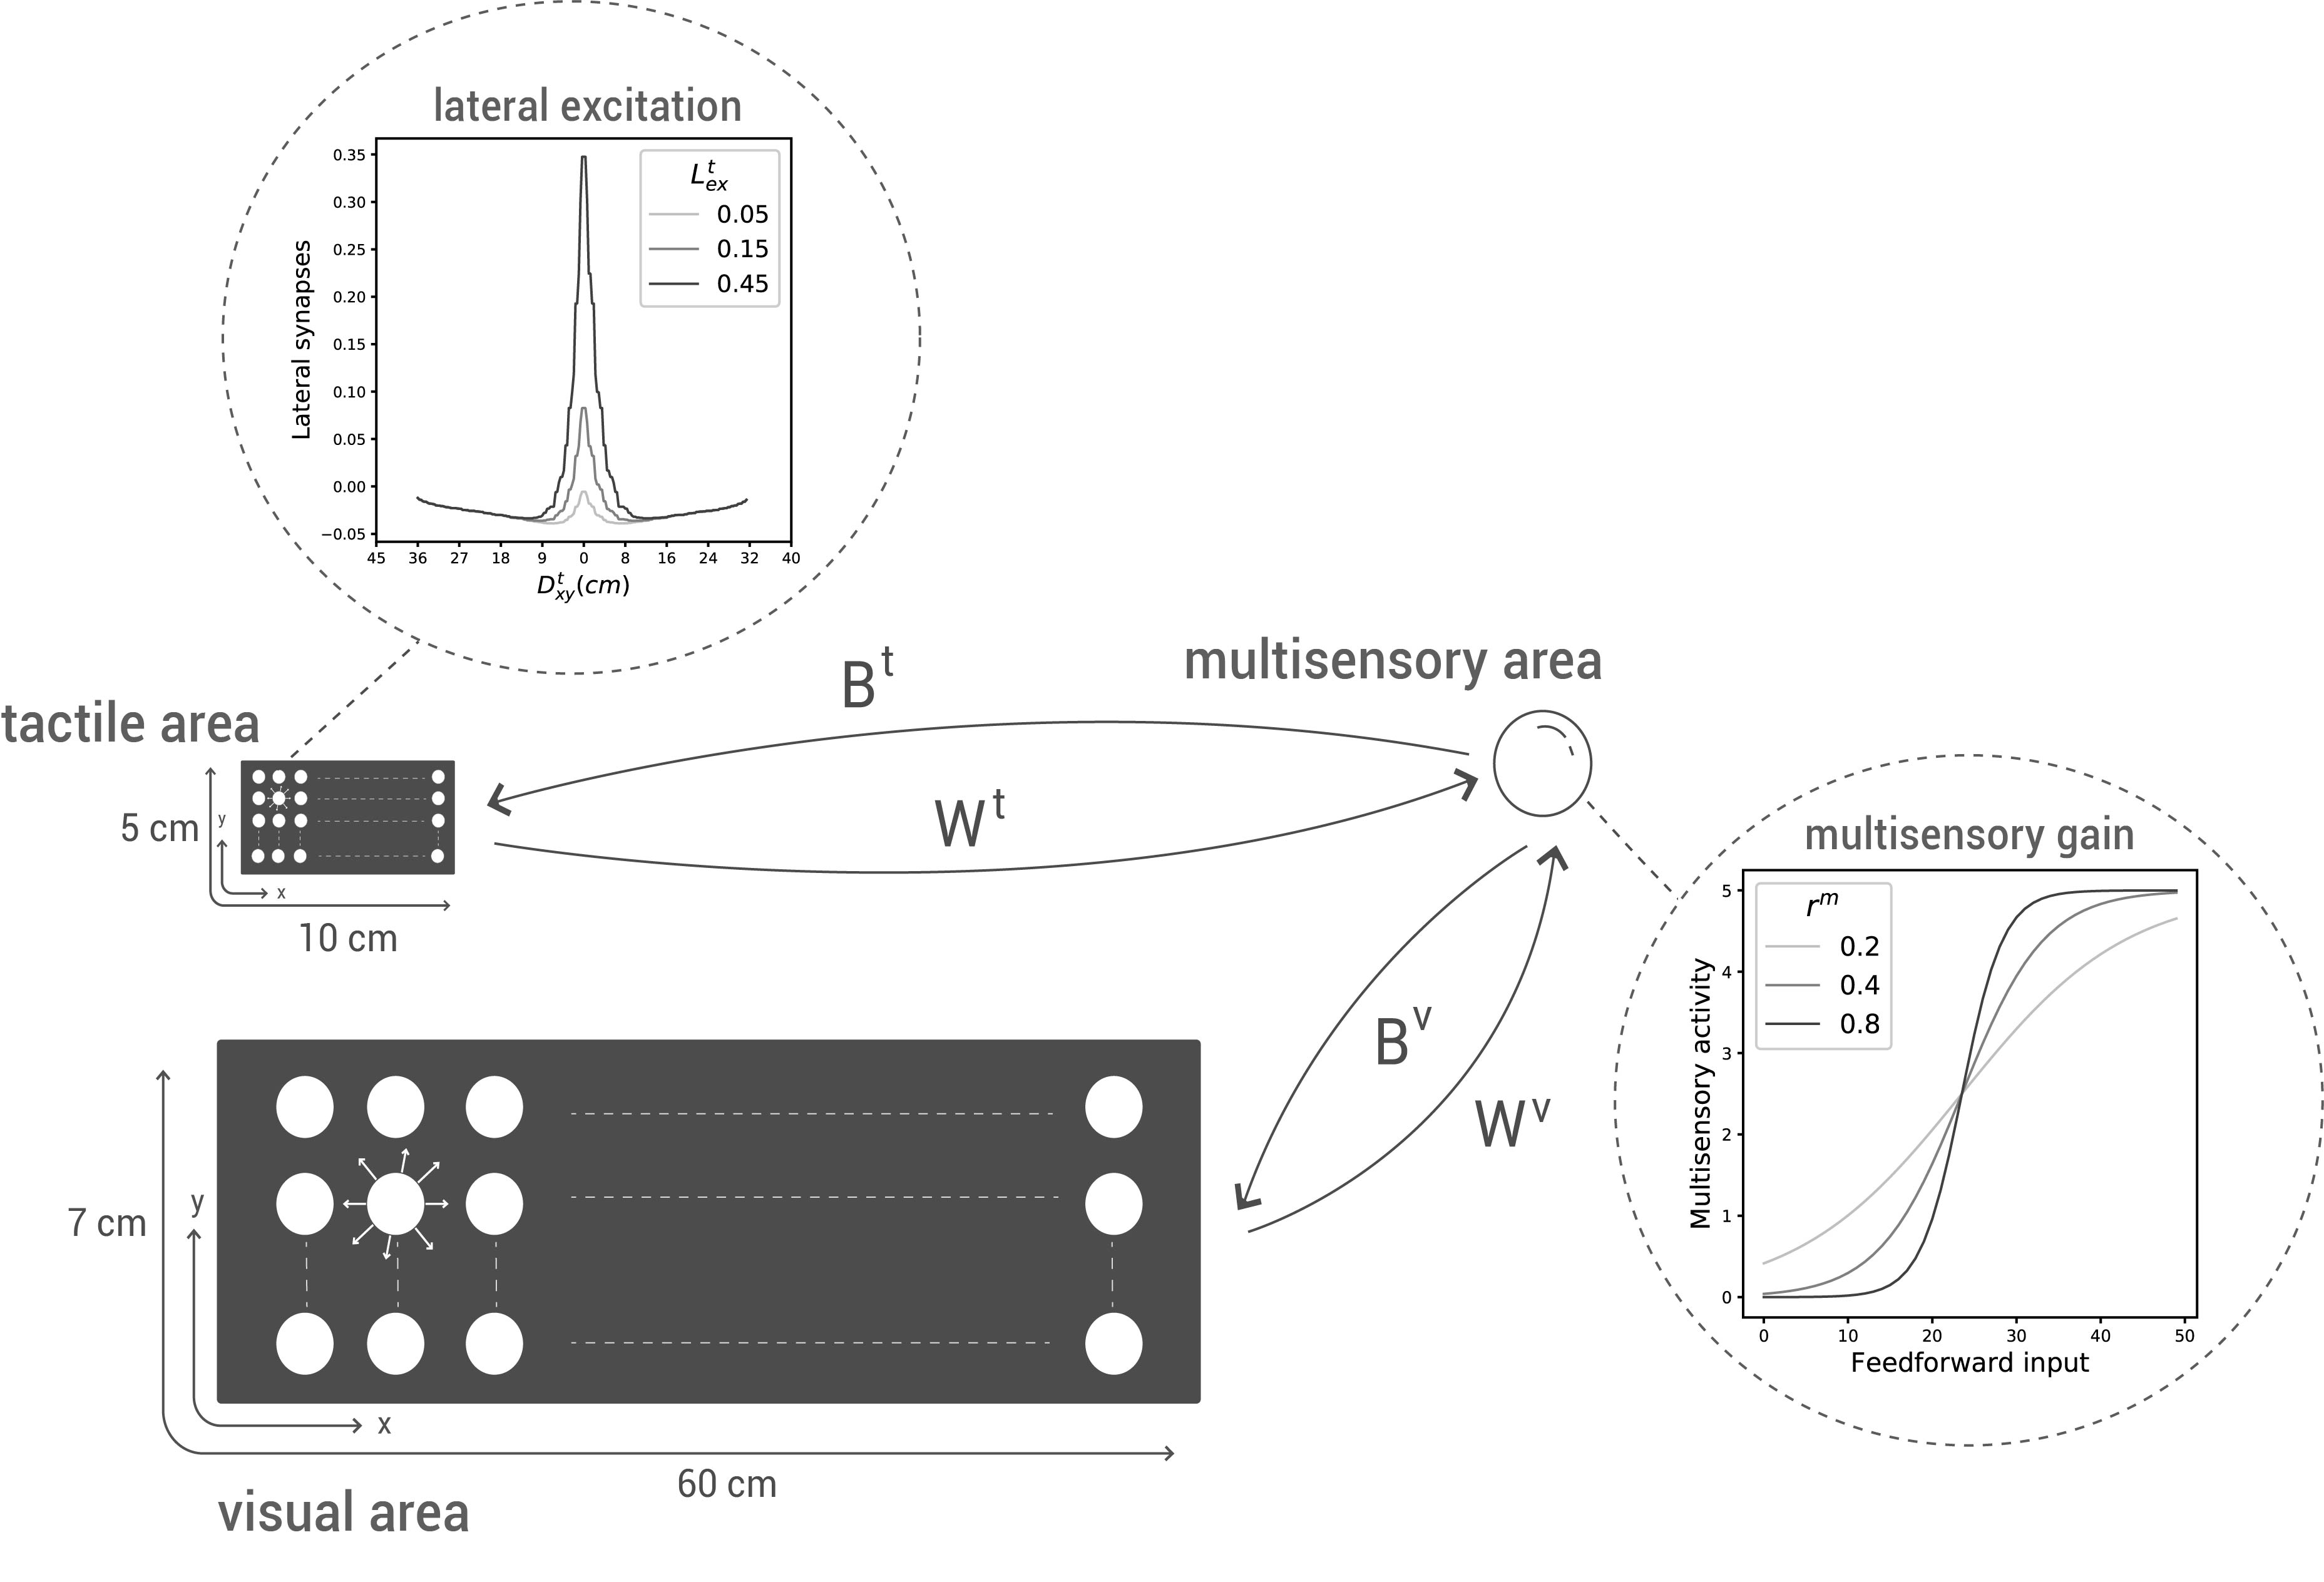 lateral excitation
0.35
0.30
0.25
0.20
0.15
0.10
0.05
0.00
−0.05
Lateral synapses
L^t_ex
0.05
0.15
0.45
45 36 27 18 9 0 8 16 24 32 40
D^t_xy(cm)
tactile area
5 cm
y
x
10 cm
B^t
W^t
multisensory area
B^v
W^v
multisensory gain
5
4
3
2
1
0
Multisensory activity
r^m
0.2
0.4
0.8
0 10 20 30 40 50
Feedforward input
7 cm
y
x
60 cm
visual area